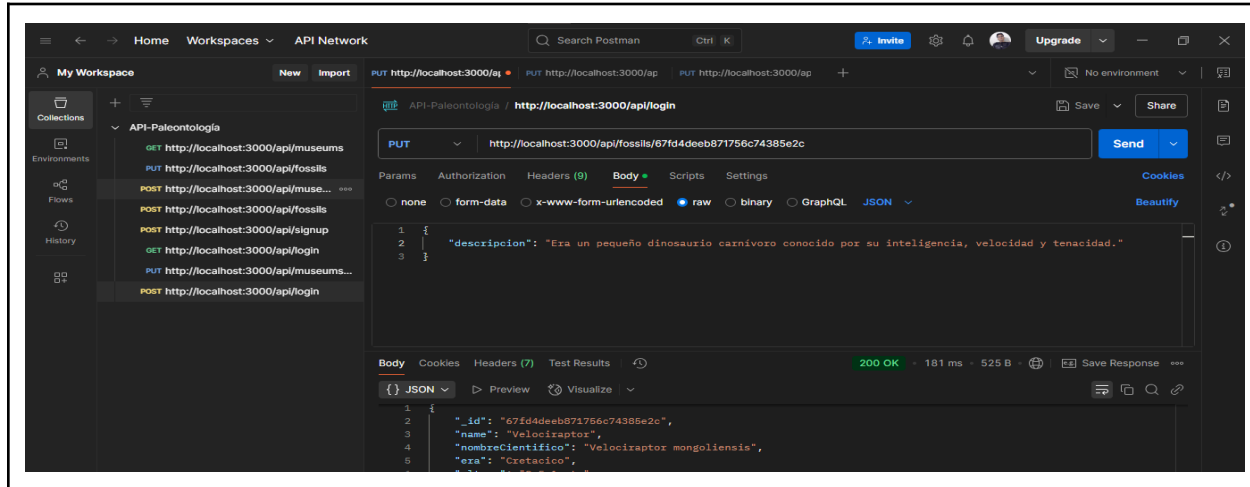 Home Workspaces API Network Search Postman Ctrl K Invite Upgrade
My Workspace New Import PUT http://localhost:3000/ap PUT http://localhost:3000/ap PUT http://localhost:3000/ap No environment
Collections
Environments
Flows
History
API-Paleontología
GET http://localhost:3000/api/museums
PUT http://localhost:3000/api/fossils
POST http://localhost:3000/api/muse...
POST http://localhost:3000/api/fossils
POST http://localhost:3000/api/signup
GET http://localhost:3000/api/login
PUT http://localhost:3000/api/museums...
POST http://localhost:3000/api/login
HTTP API-Paleontología / http://localhost:3000/api/login Save Share
PUT http://localhost:3000/api/fossils/67fd4deeb871756c74385e2c Send
Params Authorization Headers (9) Body Scripts Settings Cookies
none form-data x-www-form-urlencoded raw binary GraphQL JSON Beautify
1 {
2 "descripcion": "Era un pequeño dinosaurio carnivoro conocido por su inteligencia, velocidad y tenacidad."
3 }
Body Cookies Headers (7) Test Results 200 OK 181 ms 525 B Save Response
{} JSON Preview Visualize
1 {
2 "_id": "67fd4deeb871756c74385e2c",
3 "name": "Velociraptor",
4 "nombreCientifico": "Velociraptor mongoliensis",
5 "era": "Cretacico",